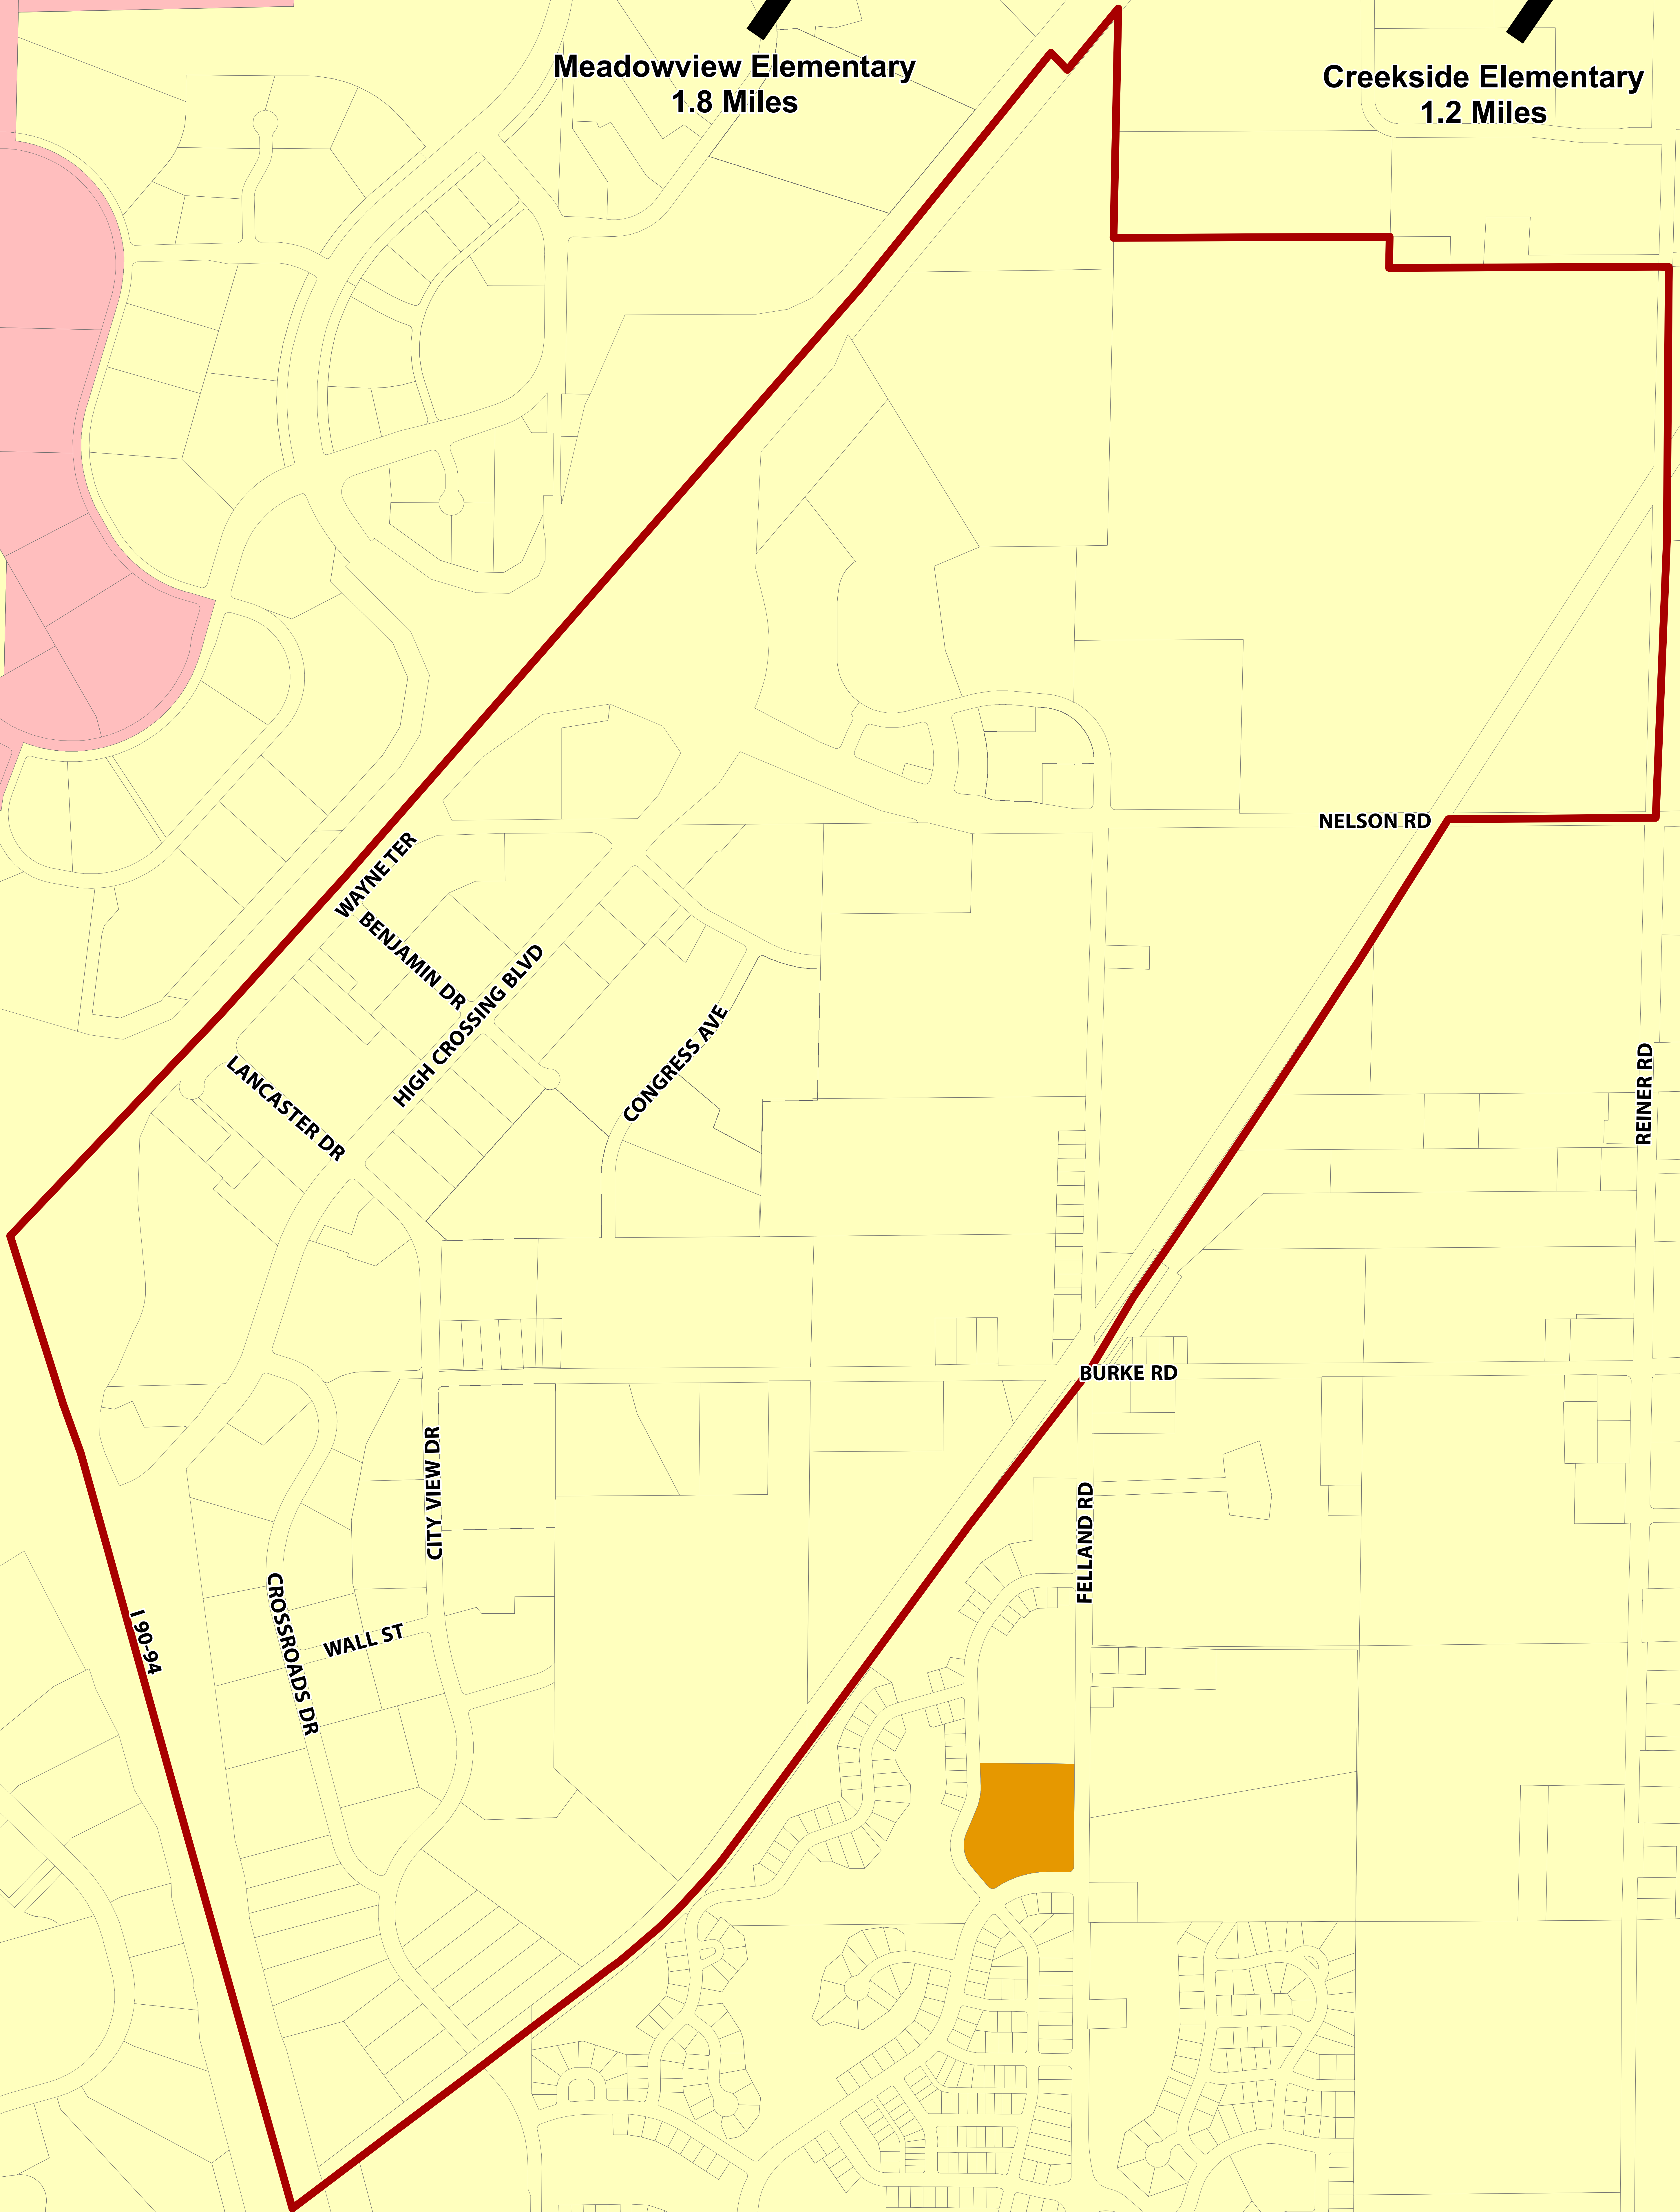 Meadowview Elementary
1.8 Miles
Creekside Elementary
1.2 Miles
NELSON RD
WAYNE TER
BENJAMIN DR
HIGH CROSSING BLVD
LANCASTER DR
CONGRESS AVE
REINER RD
BURKE RD
CITY VIEW DR
FELLAND RD
CROSSROADS DR
WALL ST
I 90-94